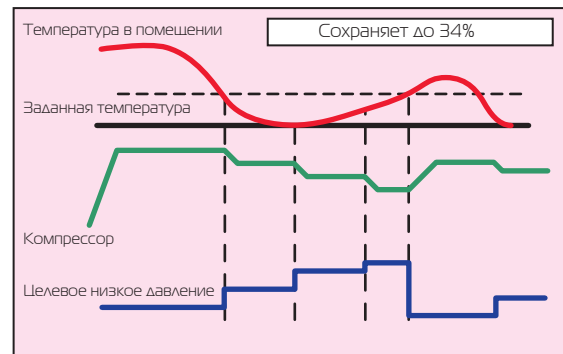 Температура в помещении
Сохраняет до 34%
Заданная температура
Компрессор
Целевое низкое давление